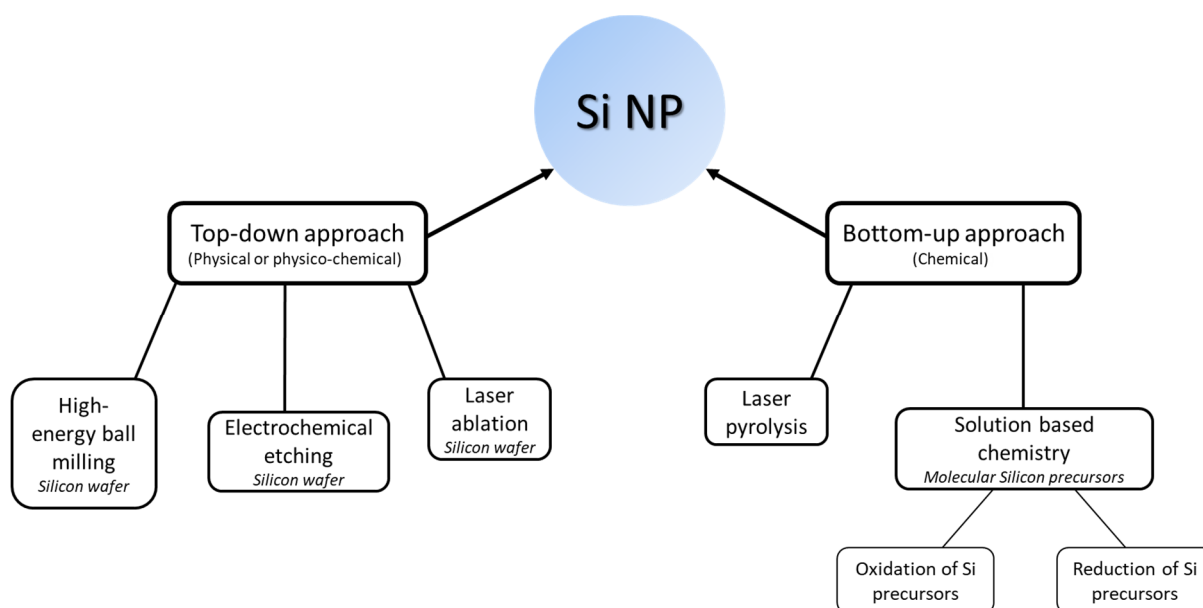 Si NP
Top-down approach
(Physical or physico-chemical)
Bottom-up approach
(Chemical)
High-
energy ball
milling
Silicon wafer
Electrochemical
etching
Silicon wafer
Laser
ablation
Silicon wafer
Laser
pyrolysis
Solution based
chemistry
Molecular Silicon precursors
Oxidation of Si
precursors
Reduction of Si
precursors